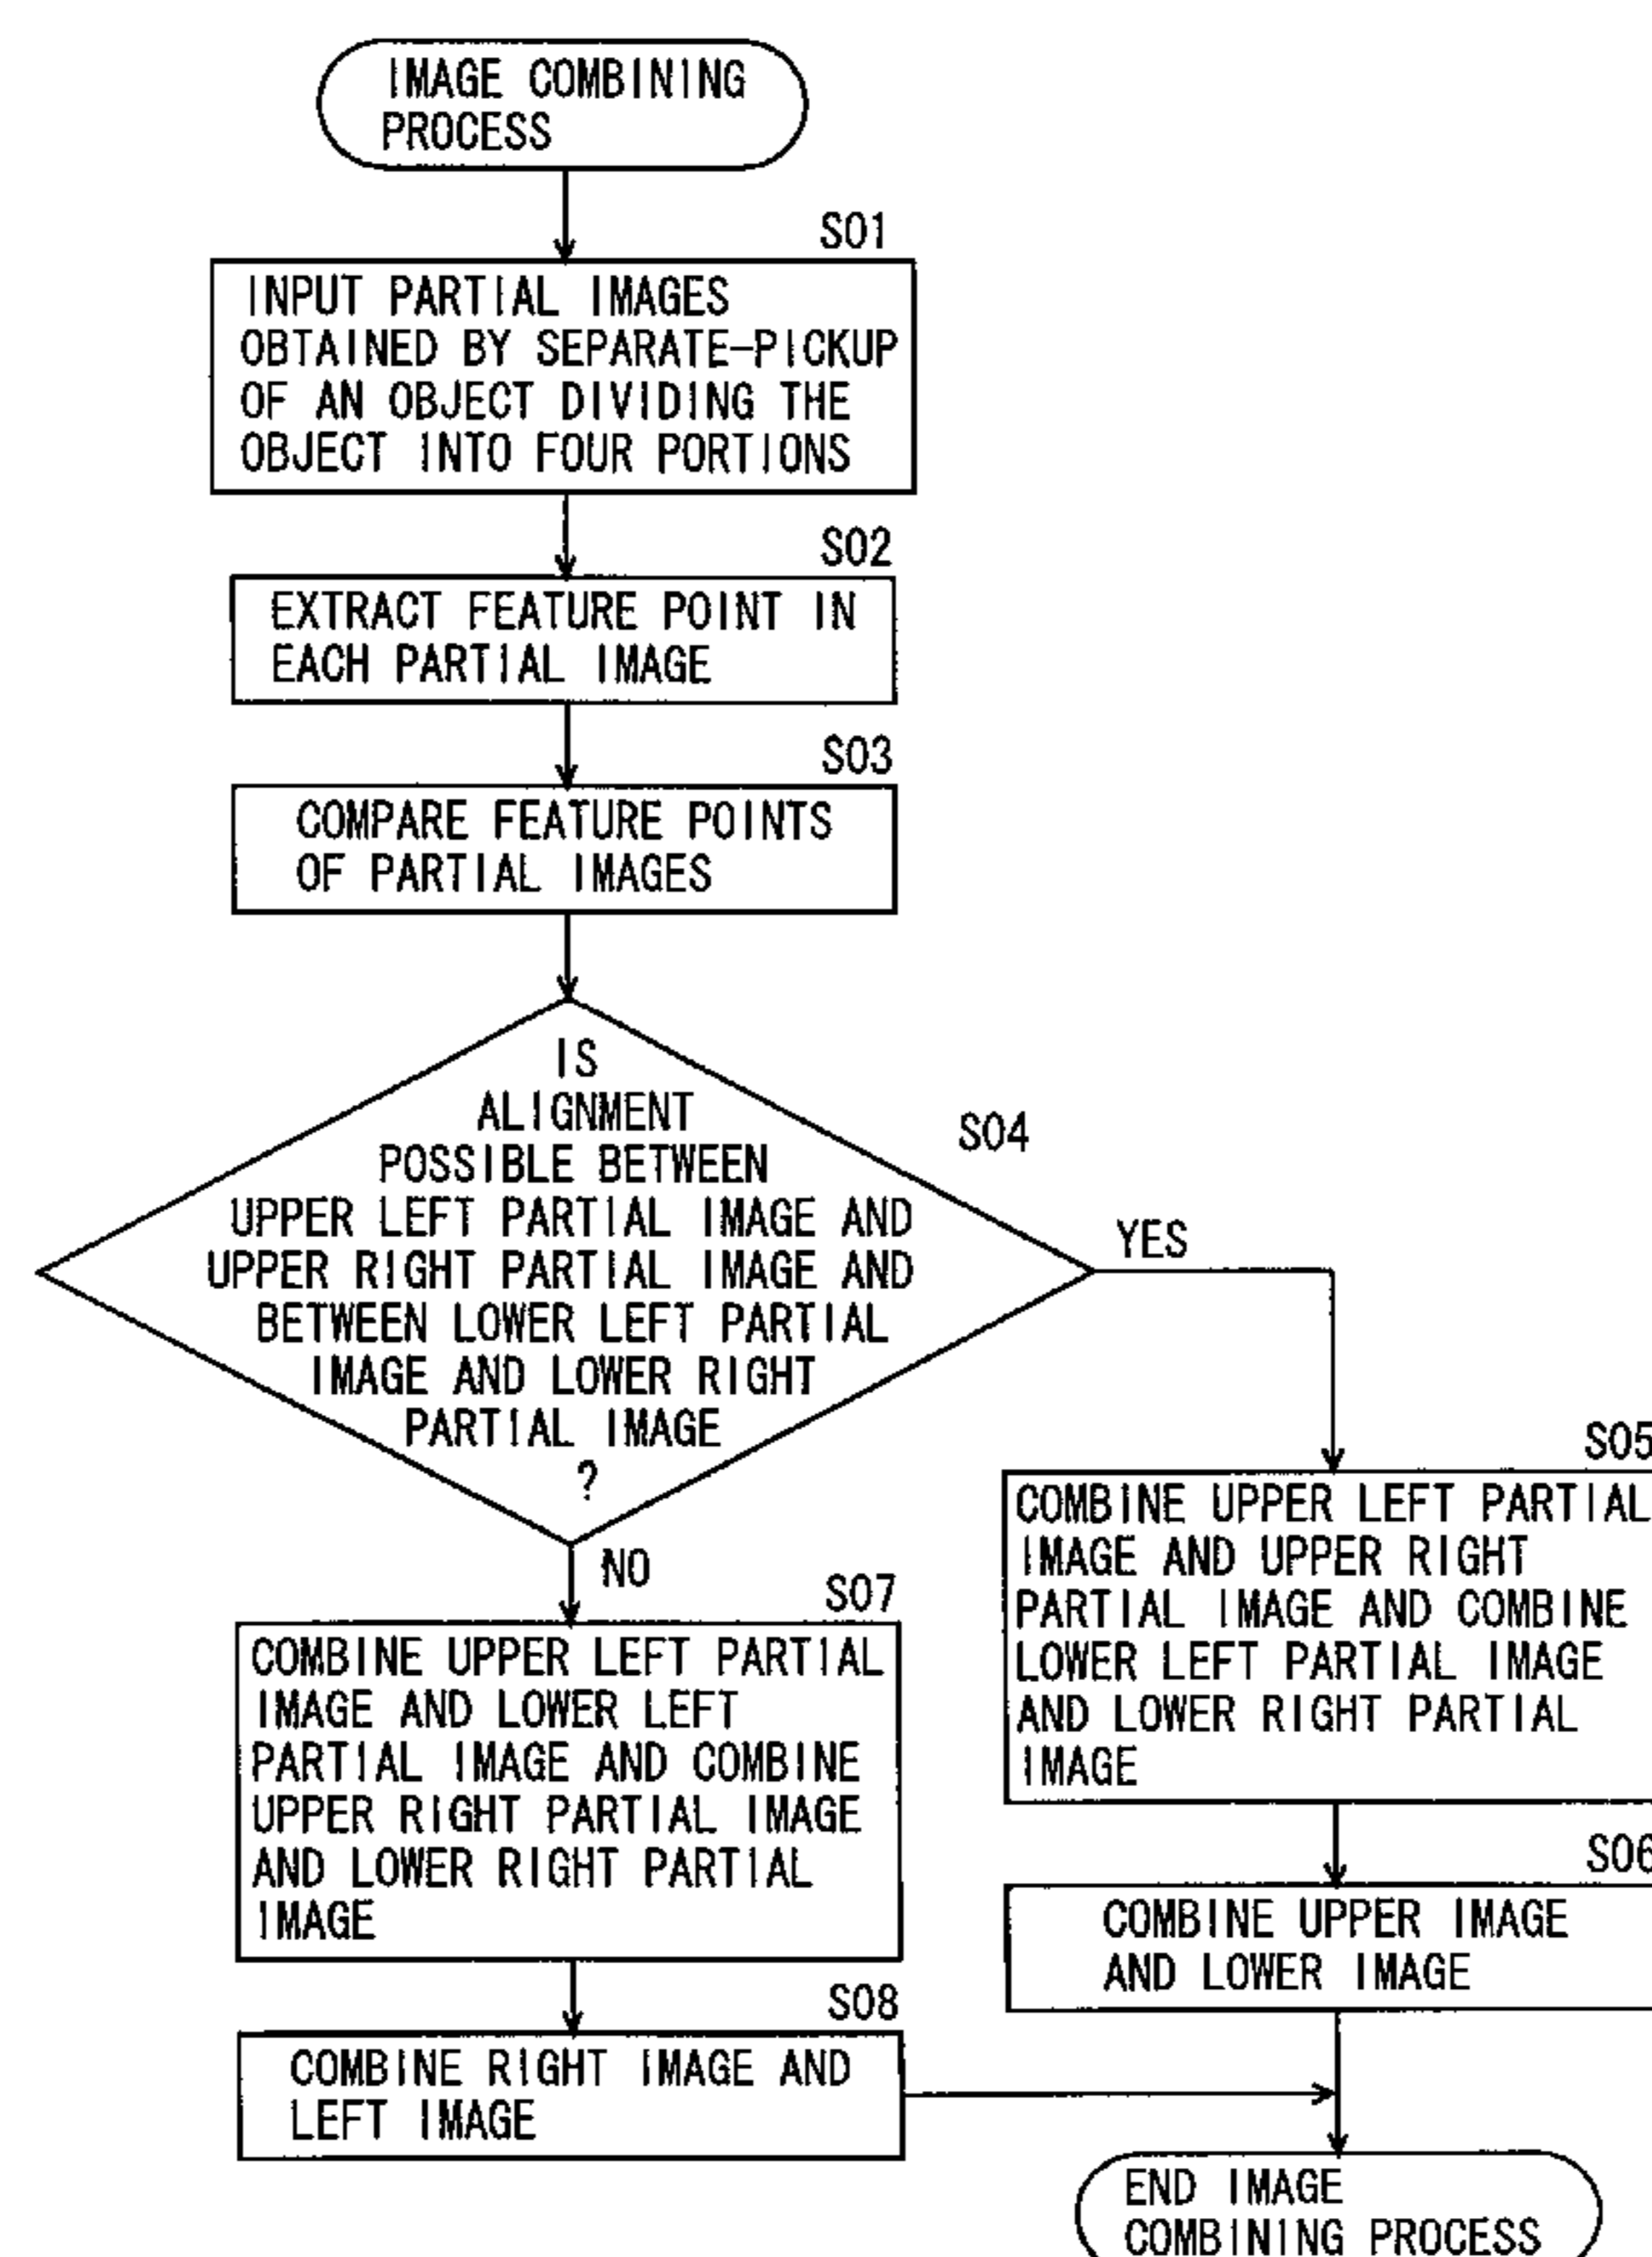 IMAGE COMBINING
PROCESS
S01
INPUT PARTIAL IMAGES
OBTAINED BY SEPARATE-PICKUP
OF AN OBJECT DIVIDING THE
OBJECT INTO FOUR PORTIONS
S02
EXTRACT FEATURE POINT IN
EACH PARTIAL IMAGE
S03
COMPARE FEATURE POINTS
OF PARTIAL IMAGES
S04
IS
ALIGNMENT
POSSIBLE BETWEEN
UPPER LEFT PARTIAL IMAGE AND
UPPER RIGHT PARTIAL IMAGE AND
BETWEEN LOWER LEFT PARTIAL
IMAGE AND LOWER RIGHT
PARTIAL IMAGE
?
YES
NO
S05
COMBINE UPPER LEFT PARTIAL
IMAGE AND UPPER RIGHT
PARTIAL IMAGE AND COMBINE
LOWER LEFT PARTIAL IMAGE
AND LOWER RIGHT PARTIAL
IMAGE
S06
COMBINE UPPER IMAGE
AND LOWER IMAGE
S07
COMBINE UPPER LEFT PARTIAL
IMAGE AND LOWER LEFT
PARTIAL IMAGE AND COMBINE
UPPER RIGHT PARTIAL IMAGE
AND LOWER RIGHT PARTIAL
IMAGE
S08
COMBINE RIGHT IMAGE AND
LEFT IMAGE
END IMAGE
COMBINING PROCESS